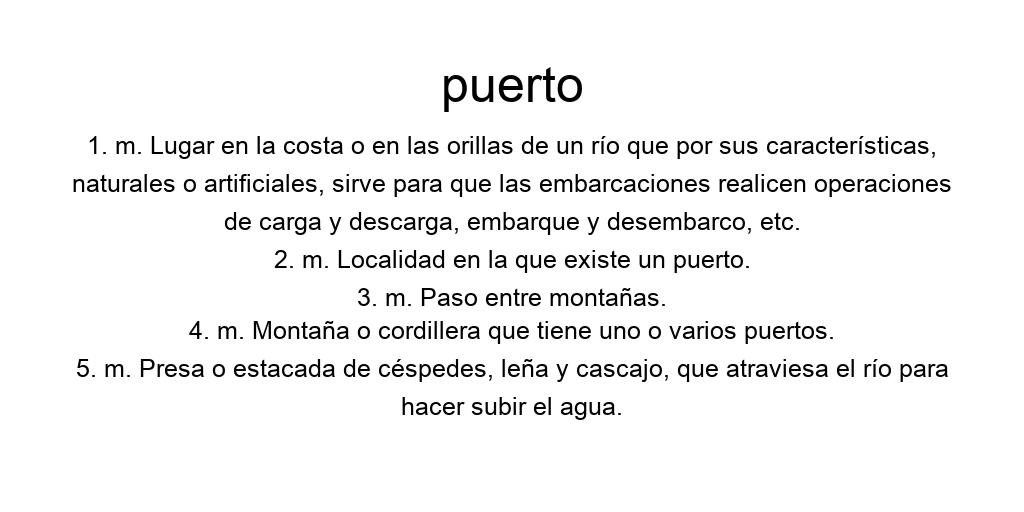 puerto
1. m. Lugar en la costa o en las orillas de un río que por sus características,
naturales o artificiales, sirve para que las embarcaciones realicen operaciones
de carga y descarga, embarque y desembarco, etc.
2. m. Localidad en la que existe un puerto.
3. m. Paso entre montañas.
4. m. Montaña o cordillera que tiene uno o varios puertos.
5. m. Presa o estacada de céspedes, leña y cascajo, que atraviesa el río para
hacer subir el agua.